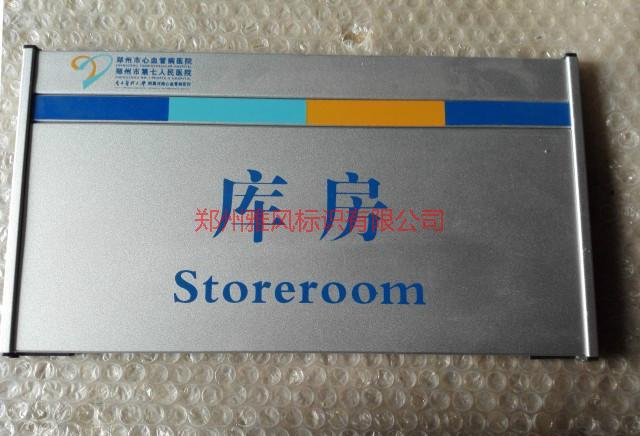 郑州市心血管病医院
郑州市第七人民医院
库房
郑州雅风标识有限公司
Storeroom